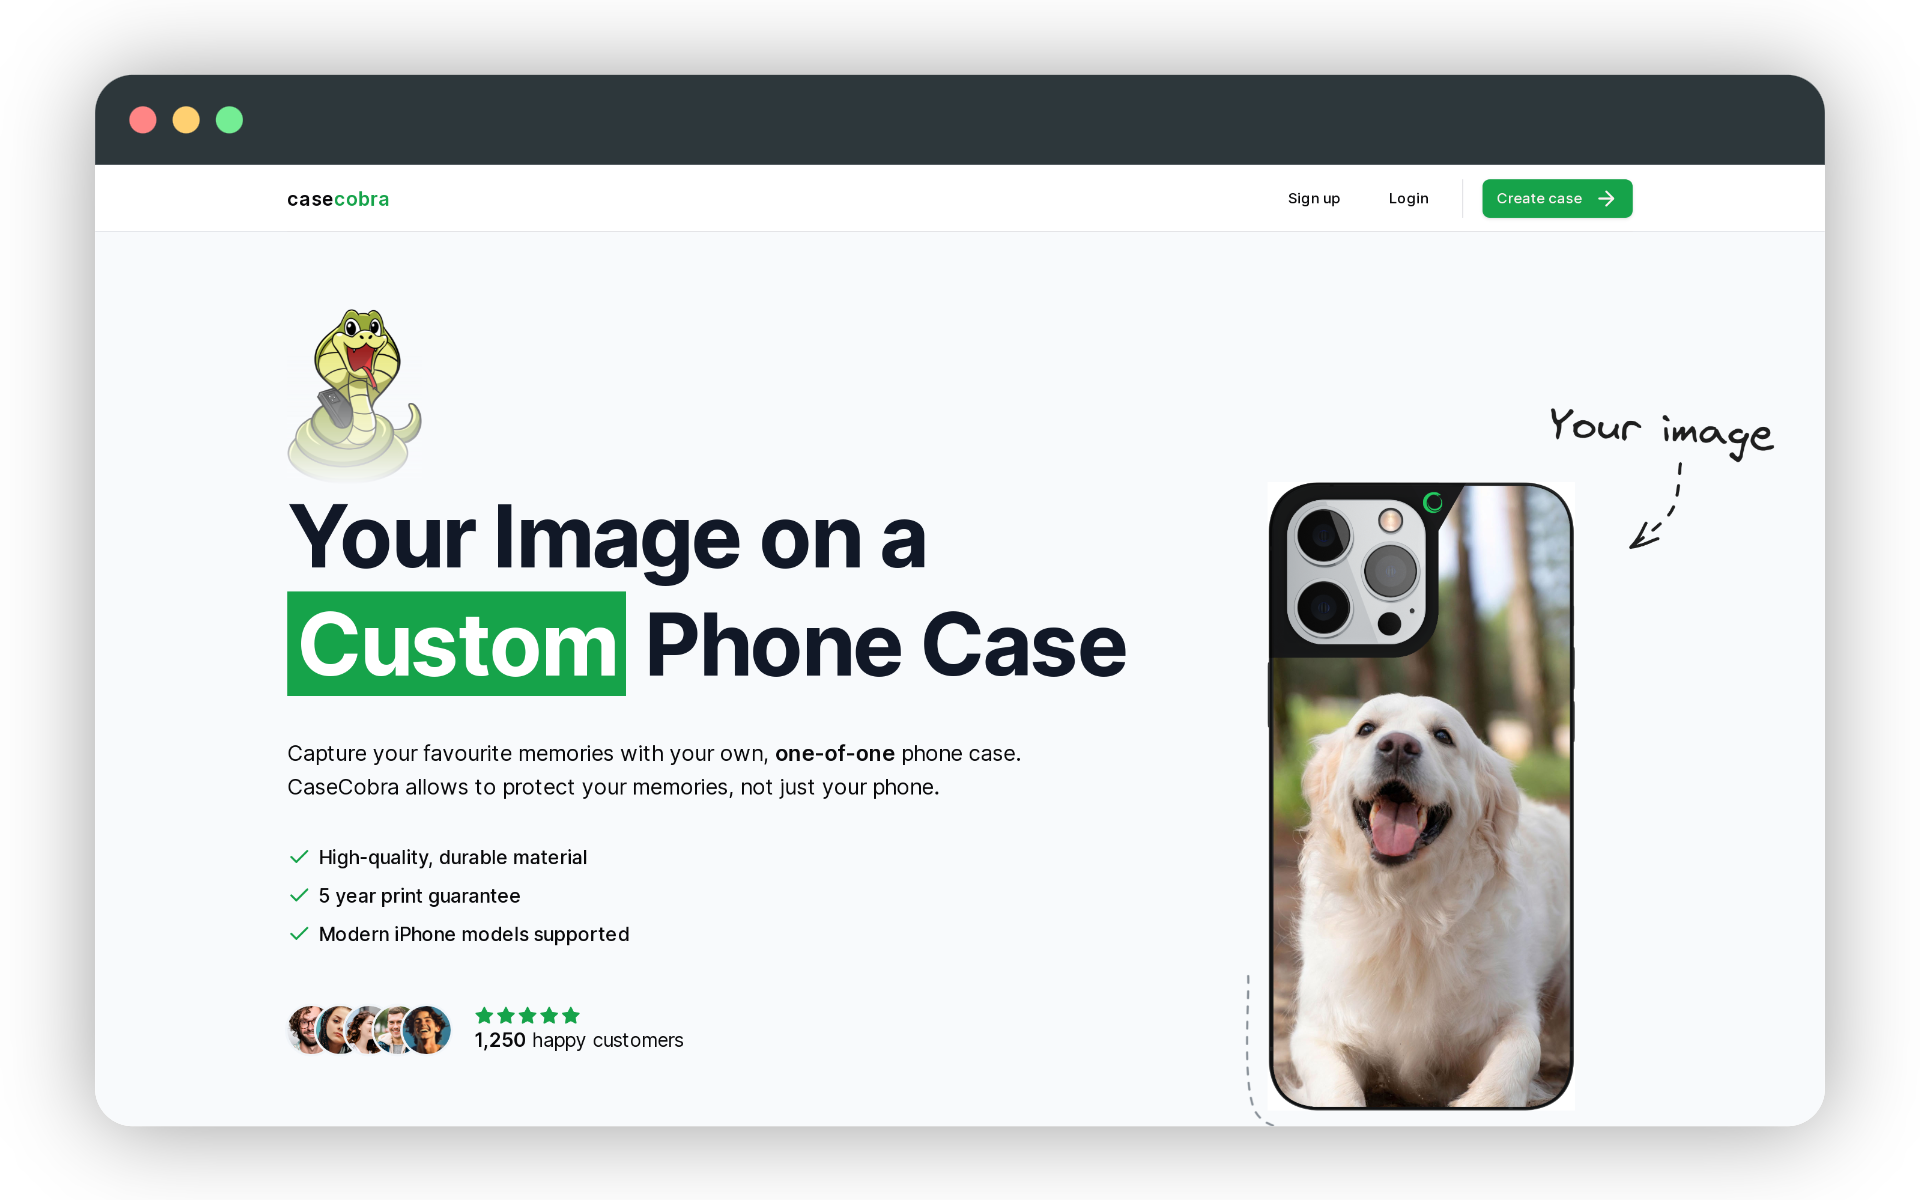 casecobra
Sign up
Login
Create case
Your image
Your Image on a
Custom Phone Case
Capture your favourite memories with your own, one-of-one phone case.
CaseCobra allows to protect your memories, not just your phone.
High-quality, durable material
5 year print guarantee
Modern iPhone models supported
1,250 happy customers